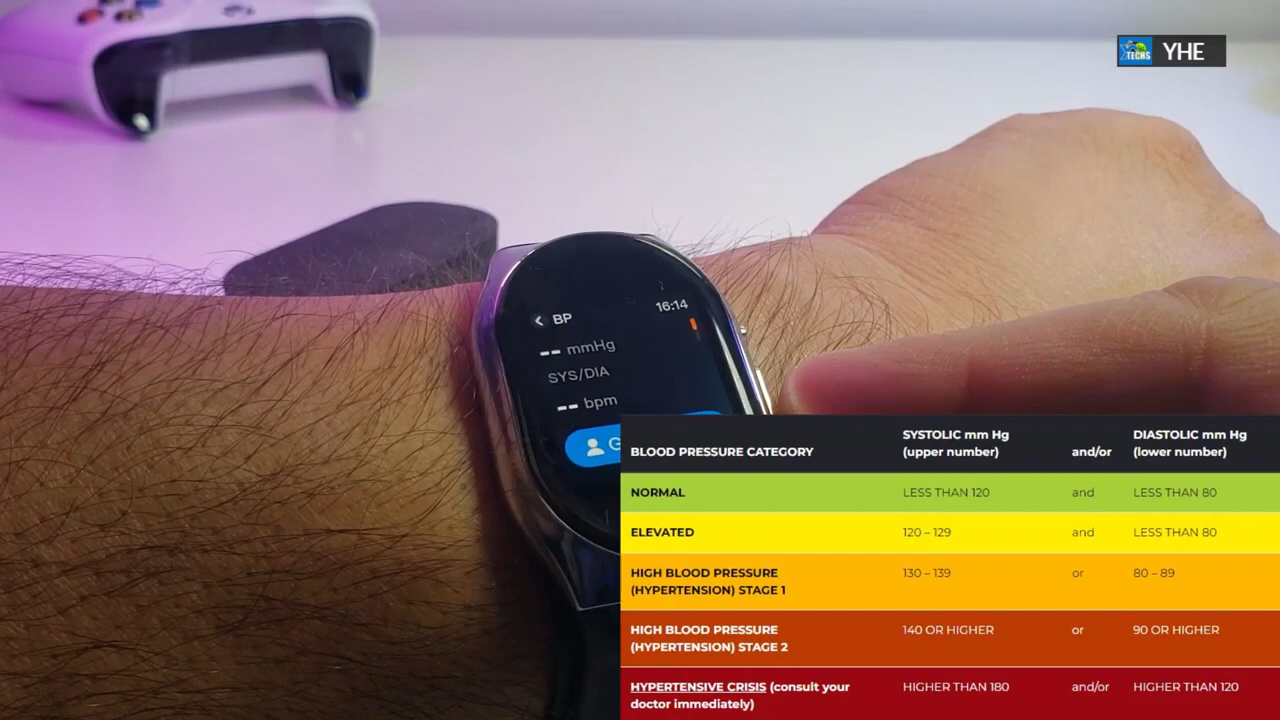 TECHS YHE
16:14
BP
-- mmHg
SYS/DIA
-- bpm
G
BLOOD PRESSURE CATEGORY SYSTOLIC mm Hg (upper number) and/or DIASTOLIC mm Hg (lower number)
NORMAL LESS THAN 120 and LESS THAN 80
ELEVATED 120 – 129 and LESS THAN 80
HIGH BLOOD PRESSURE (HYPERTENSION) STAGE 1 130 – 139 or 80 – 89
HIGH BLOOD PRESSURE (HYPERTENSION) STAGE 2 140 OR HIGHER or 90 OR HIGHER
HYPERTENSIVE CRISIS (consult your doctor immediately) HIGHER THAN 180 and/or HIGHER THAN 120